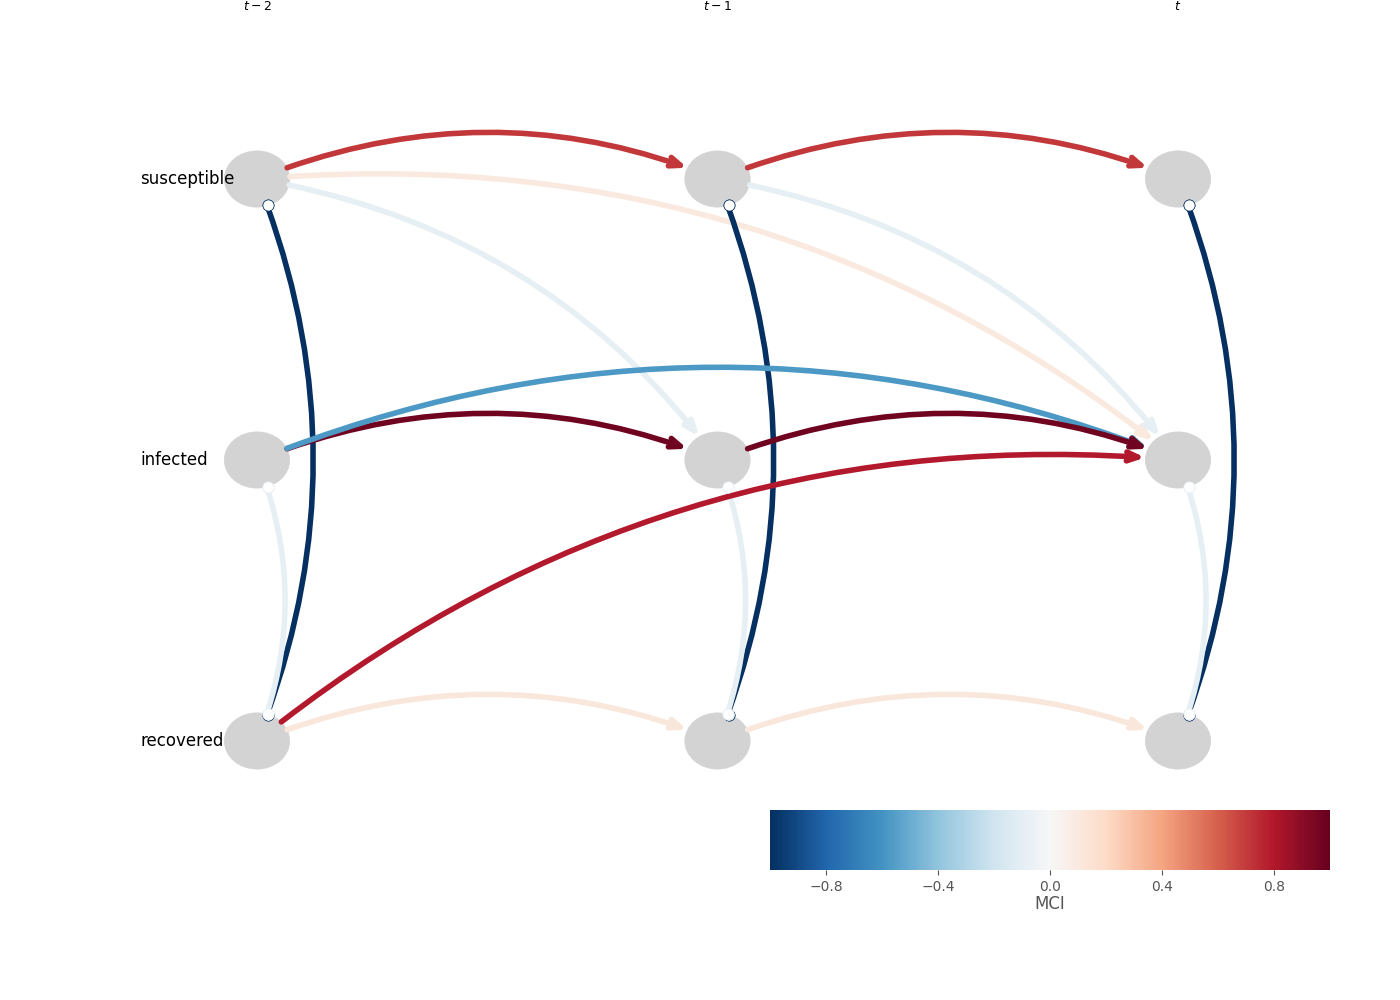 t − 2 t − 1 t
susceptible
infected
recovered
−0.8 −0.4 0.0 0.4 0.8
MCI